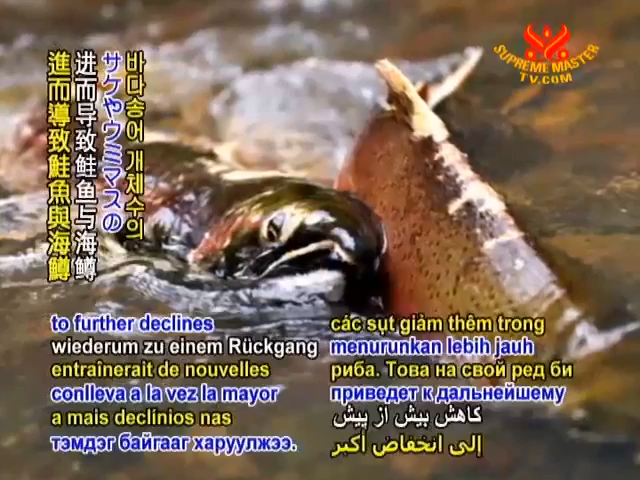 SUPREME MASTER
TV.COM
進而導致鮭魚與海鱒
进而导致鲑鱼与海鳟
サケやウミマスの
바다송어 개체수의
to further declines
wiederum zu einem Rückgang
entraînerait de nouvelles
conlleva a la vez la mayor
a mais declínios nas
тэмдэг байгааг харуулжээ.
các sụt giảm thêm trong
menurunkan lebih jauh
риба. Това на свой ред би
приведет к дальнейшему
کاهش بیش از پیش
إلى انخفاض أكبر